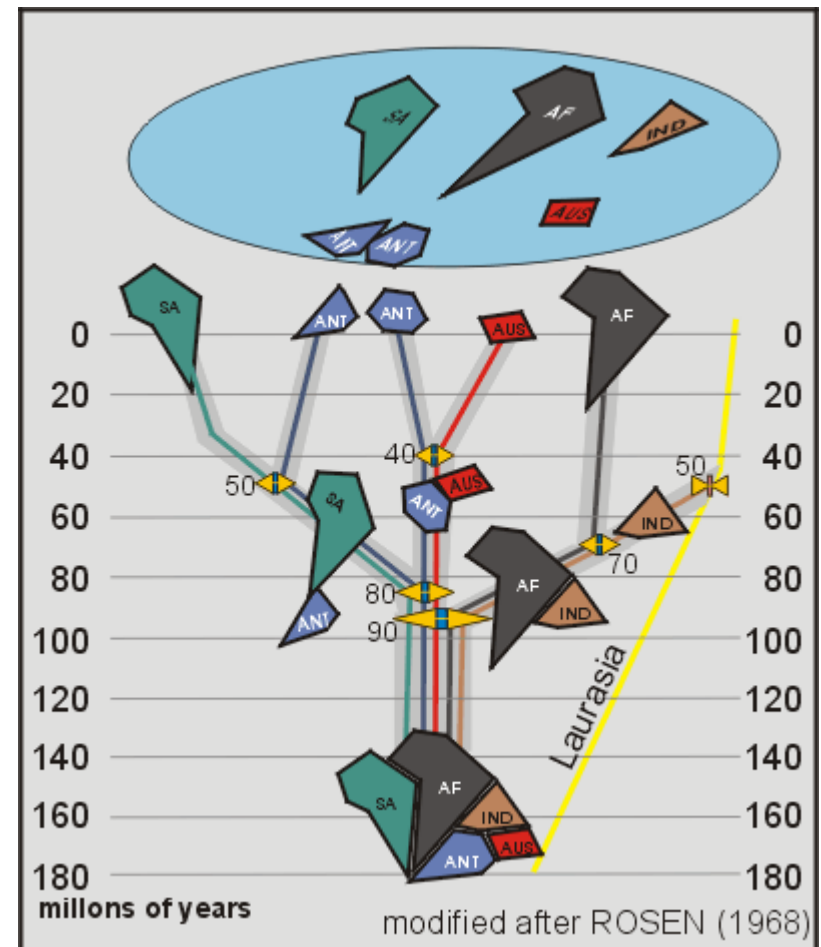 SA
AF
IND
AUS
AN
ANT
SA
ANT
ANT
AUS
AF
0
0
20
20
40
40
40
50
50
SA
AUS
ANT
IND
60
60
70
80
80
80
AF
ANT
IND
90
100
100
Laurasia
120
120
140
140
AF
SA
IND
160
160
AUS
ANT
180
180
millons of years
modified after ROSEN (1968)